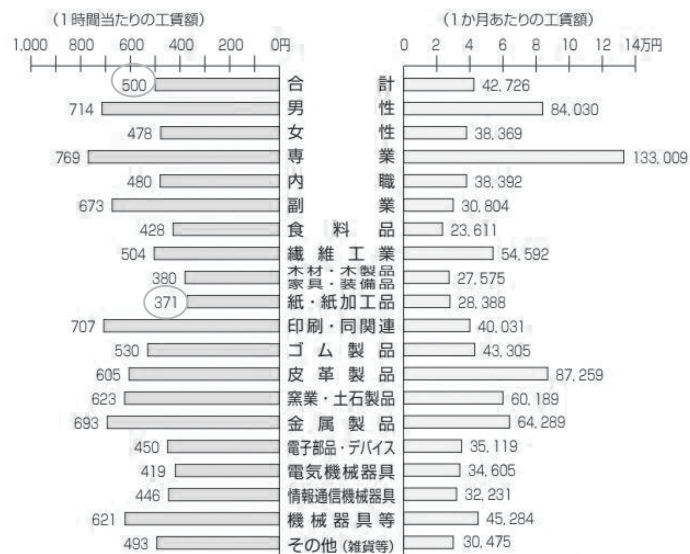 (1時間当たりの工賃額) (1か月あたりの工賃額)
1,000 800 600 400 200 0円 0 2 4 6 8 10 12 14万円
500 合計 42,726
714 男性 84,030
478 女性 38,369
769 専業 133,009
480 内職 38,392
673 副業 30,804
428 食料品 23,611
504 繊維工業 54,592
380 木材・木製品 27,575
家具・装備品
371 紙・紙加工品 28,388
707 印刷・同関連 40,031
530 ゴム製品 43,305
605 皮革製品 87,259
623 窯業・土石製品 60,189
693 金属製品 64,289
450 電子部品・デバイス 35,119
419 電気機械器具 34,605
446 情報通信機械器具 32,231
621 機械器具等 45,284
493 その他(雑貨等) 30,475